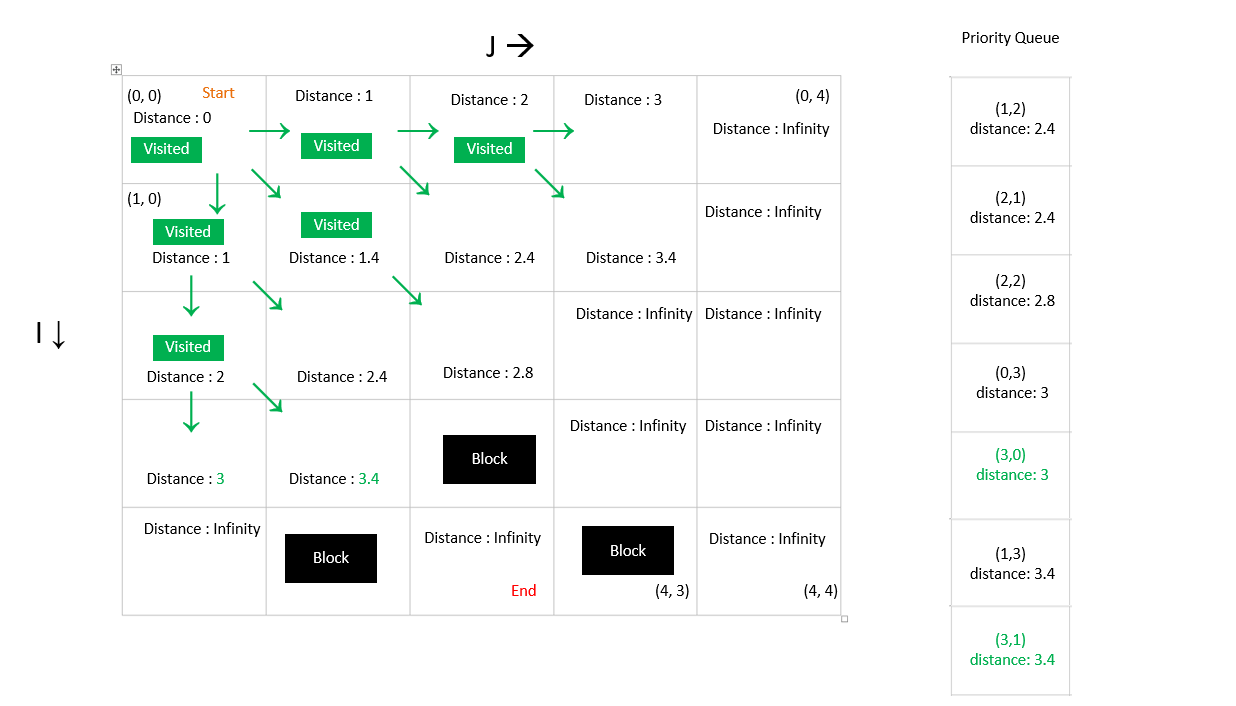 J →
Priority Queue
(0, 0) Start
Distance : 0
Visited
Distance : 1
Visited
Distance : 2
Visited
Distance : 3
(0, 4)
Distance : Infinity
(1, 0)
Visited
Distance : 1
Visited
Distance : 1.4
Distance : 2.4
Distance : 3.4
Distance : Infinity
I ↓
Visited
Distance : 2
Distance : 2.4
Distance : 2.8
Distance : Infinity
Distance : Infinity
Distance : 3
Distance : 3.4
Block
Distance : Infinity
Distance : Infinity
Distance : Infinity
Block
Distance : Infinity
End
Block
(4, 3)
Distance : Infinity
(4, 4)
(1,2)
distance: 2.4
(2,1)
distance: 2.4
(2,2)
distance: 2.8
(0,3)
distance: 3
(3,0)
distance: 3
(1,3)
distance: 3.4
(3,1)
distance: 3.4